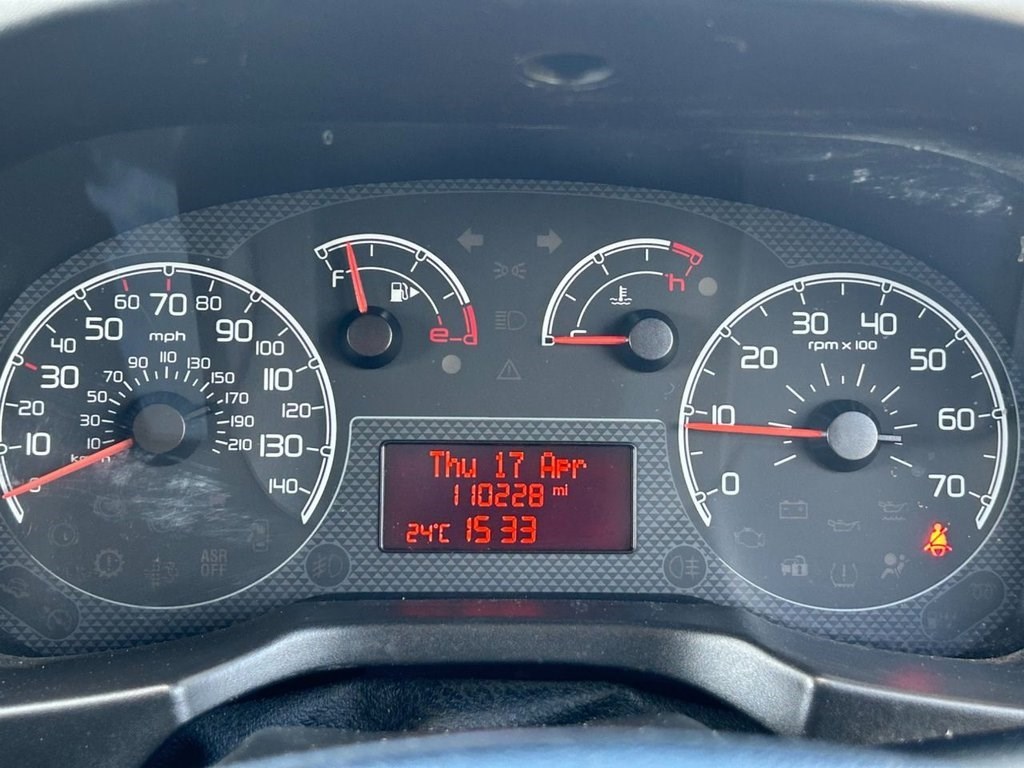 mph
0 10 20 30 40 50 60 70 80 90 100 110 120 130 140
10 30 50 70 90 110 130 150 170 190 210
F e
c h
Thu 17 Apr
110228 mi
24°C 15 33
rpm x 100
0 10 20 30 40 50 60 70
ASR
OFF